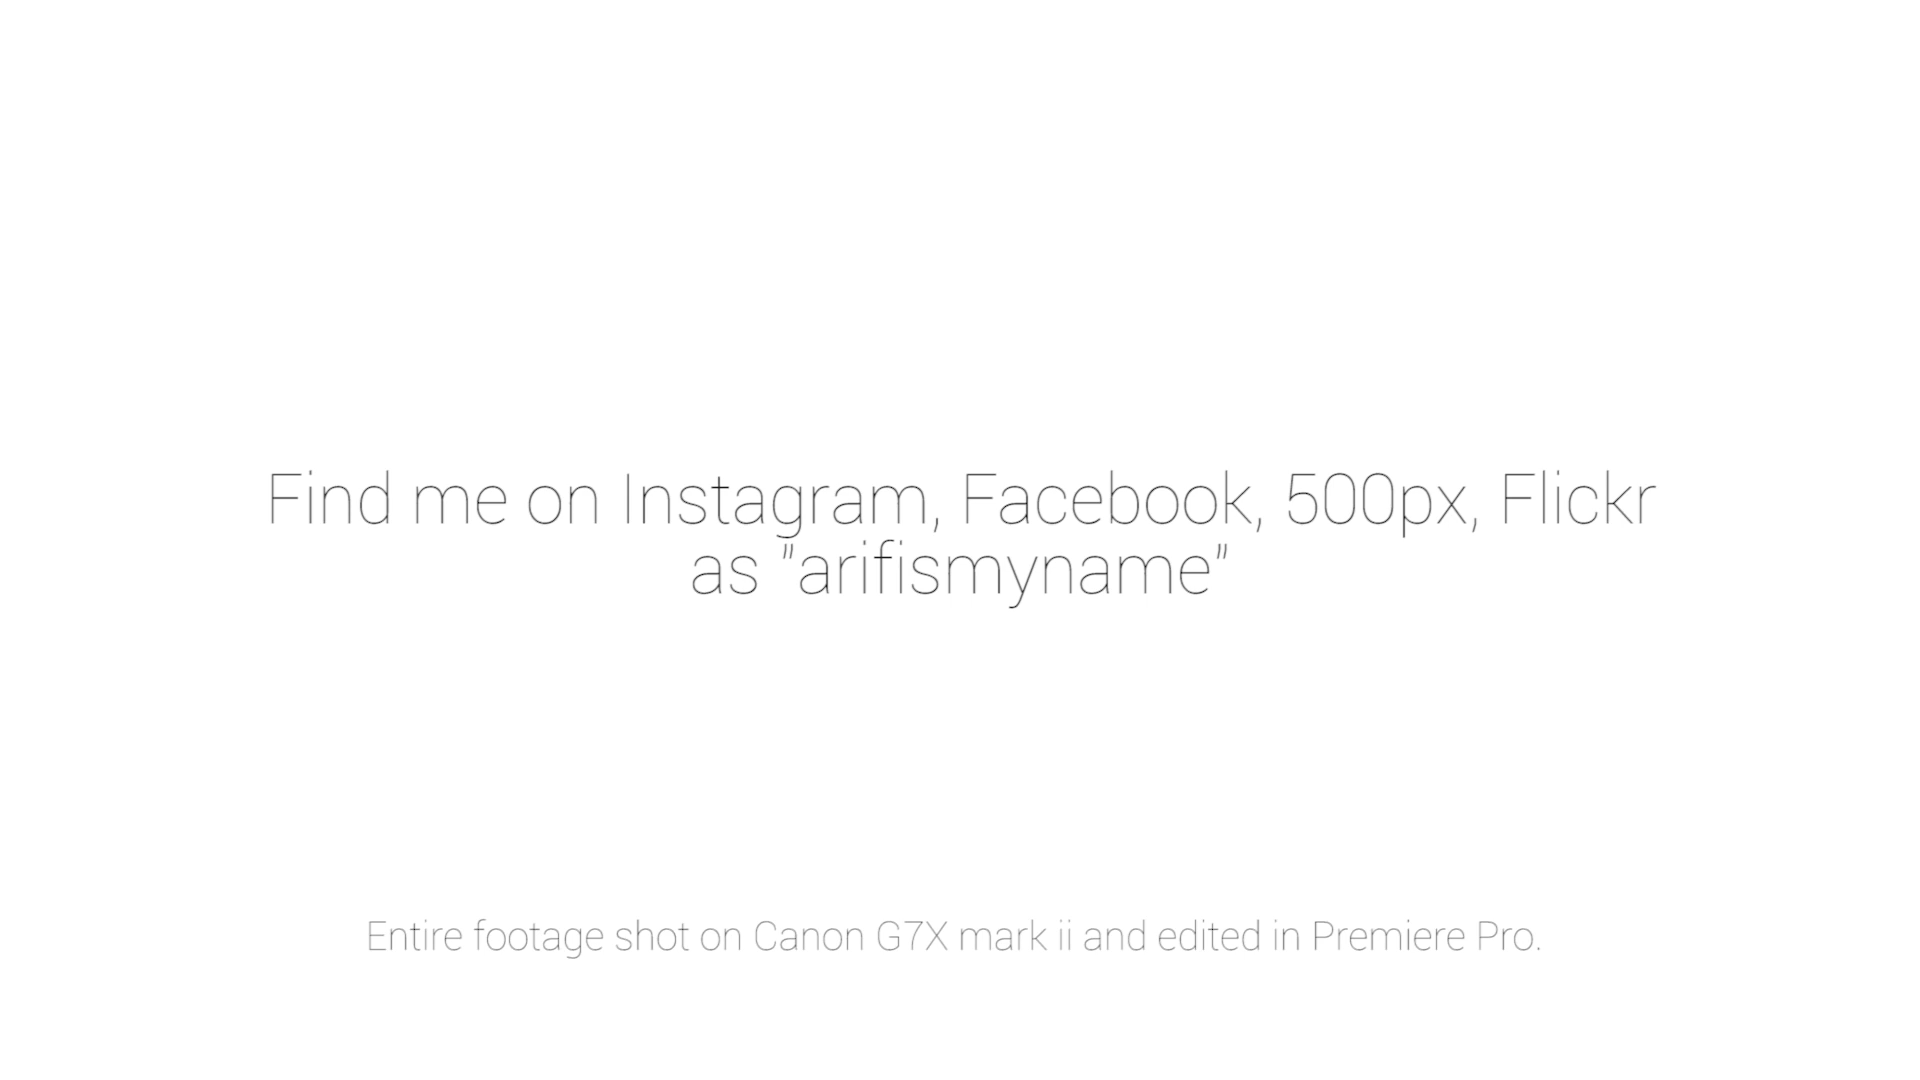 Find me on Instagram, Facebook, 500px, Flickr
as "arifismyname"
Entire footage shot on Canon G7X mark ii and edited in Premiere Pro.